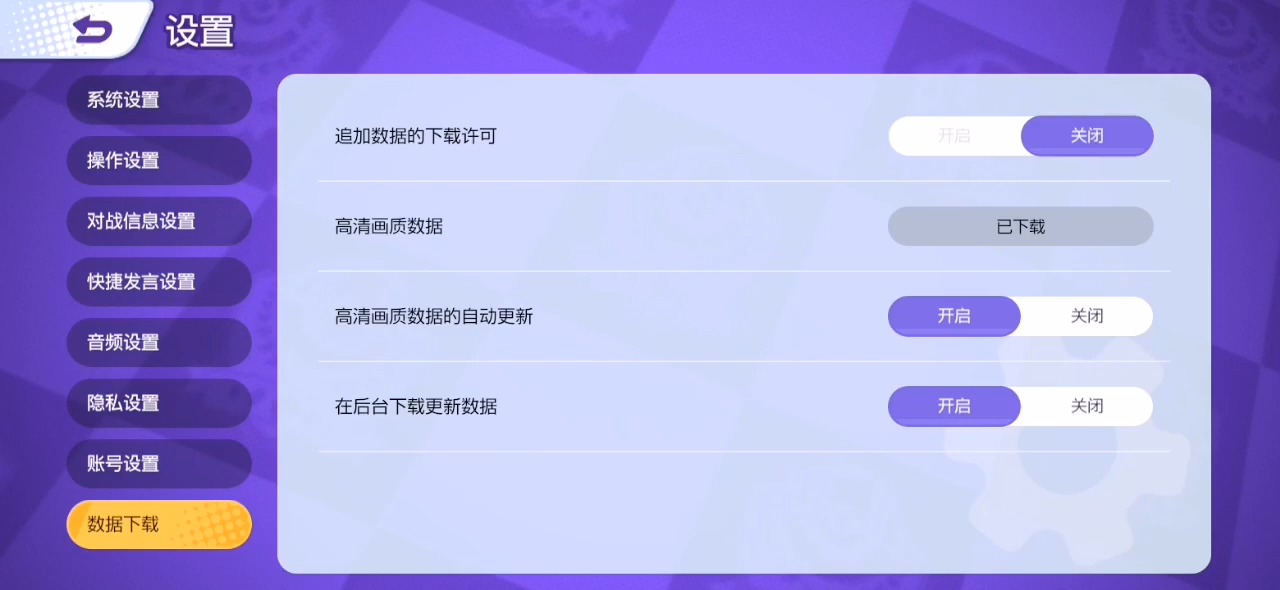 设置
系统设置
操作设置
对战信息设置
快捷发言设置
音频设置
隐私设置
账号设置
数据下载
追加数据的下载许可
开启
关闭
高清画质数据
已下载
高清画质数据的自动更新
开启
关闭
在后台下载更新数据
开启
关闭